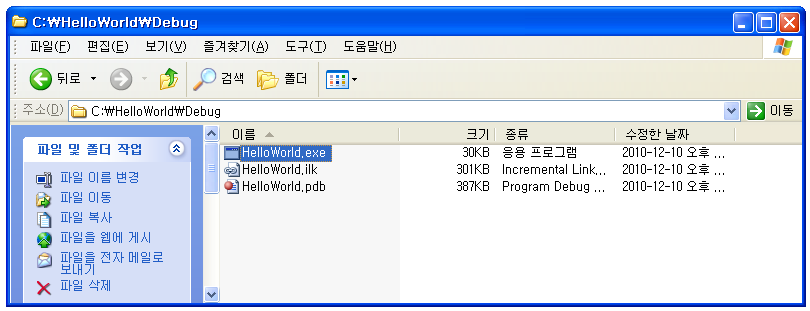 C:₩HelloWorld₩Debug
파일(F) 편집(E) 보기(V) 즐겨찾기(A) 도구(T) 도움말(H)
뒤로 검색 폴더
주소(D) C:₩HelloWorld₩Debug 이동
파일 및 폴더 작업
파일 이름 변경
파일 이동
파일 복사
파일을 웹에 게시
파일을 전자 메일로
보내기
파일 삭제
이름 크기 종류 수정한 날짜
HelloWorld.exe 30KB 응용 프로그램 2010-12-10 오후 ...
HelloWorld.ilk 301KB Incremental Link... 2010-12-10 오후 ...
HelloWorld.pdb 387KB Program Debug ... 2010-12-10 오후 ...